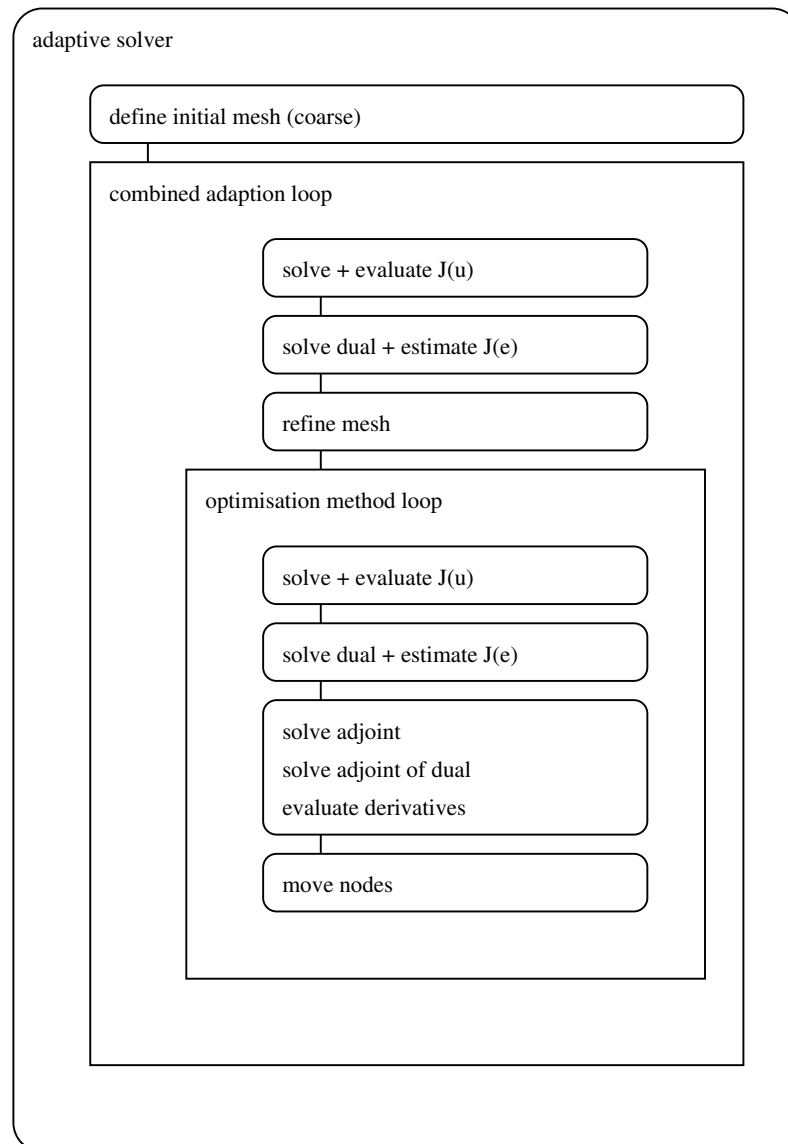 adaptive solver
define initial mesh (coarse)
combined adaption loop
solve + evaluate J(u)
solve dual + estimate J(e)
refine mesh
optimisation method loop
solve + evaluate J(u)
solve dual + estimate J(e)
solve adjoint
solve adjoint of dual
evaluate derivatives
move nodes